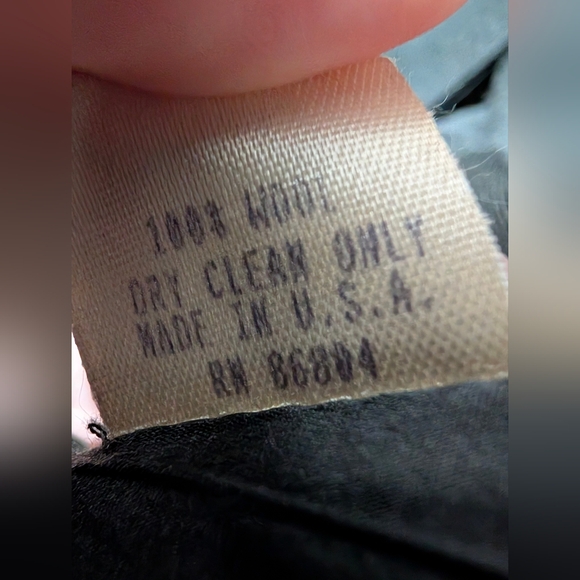 100% WOOL
DRY CLEAN ONLY
MADE IN U.S.A.
RN 86804